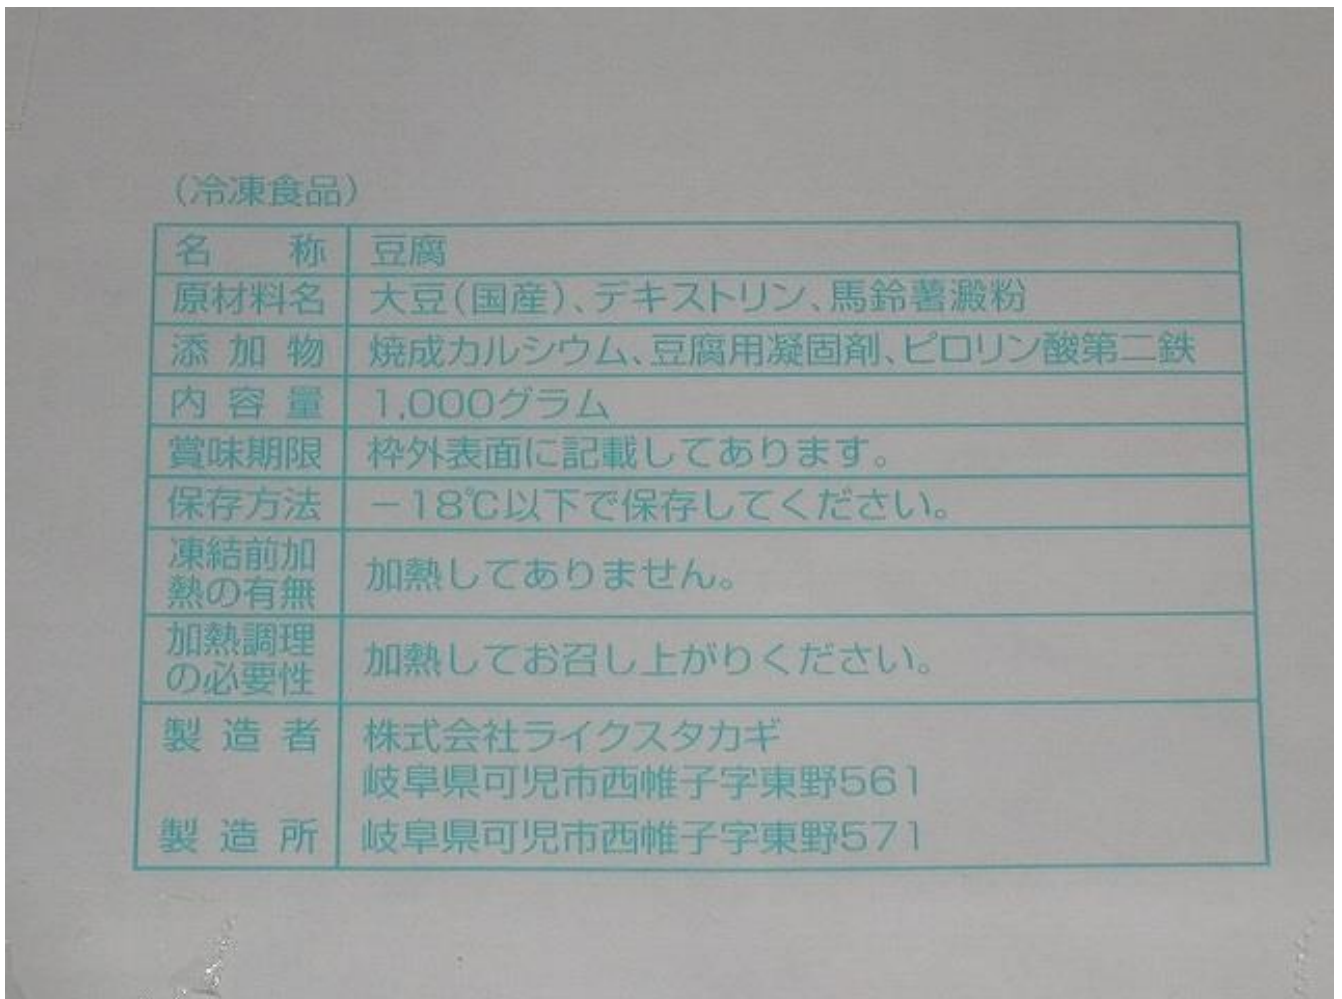 （冷凍食品）
名称 豆腐
原材料名 大豆（国産）、デキストリン、馬鈴薯澱粉
添加物 焼成カルシウム、豆腐用凝固剤、ピロリン酸第二鉄
内容量 1,000グラム
賞味期限 枠外表面に記載してあります。
保存方法 －18℃以下で保存してください。
凍結前加
熱の有無 加熱してありません。
加熱調理
の必要性 加熱してお召し上がりください。
製造者 株式会社ライクスタカギ
岐阜県可児市西帷子字東野561
製造所 岐阜県可児市西帷子字東野571